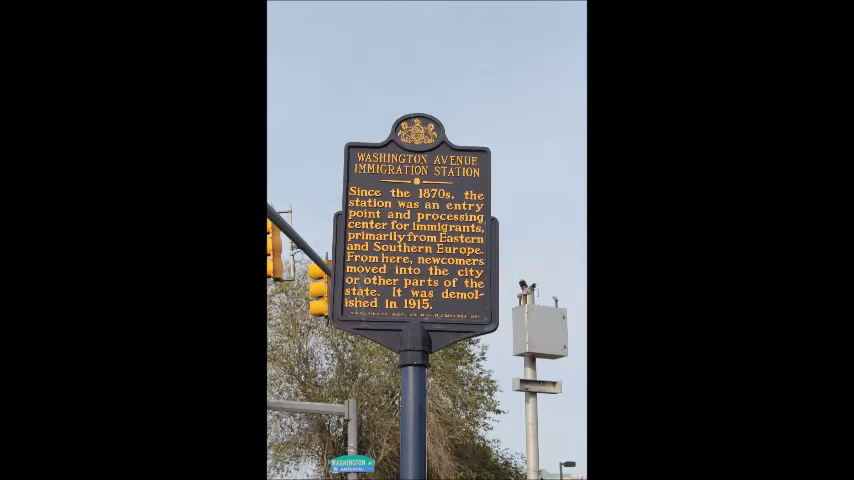 WASHINGTON AVENUE
IMMIGRATION STATION
Since the 1870s, the
station was an entry
point and processing
center for immigrants,
primarily from Eastern
and Southern Europe.
From here, newcomers
moved into the city
or other parts of the
state. It was demol-
ished in 1915.
WASHINGTON AV